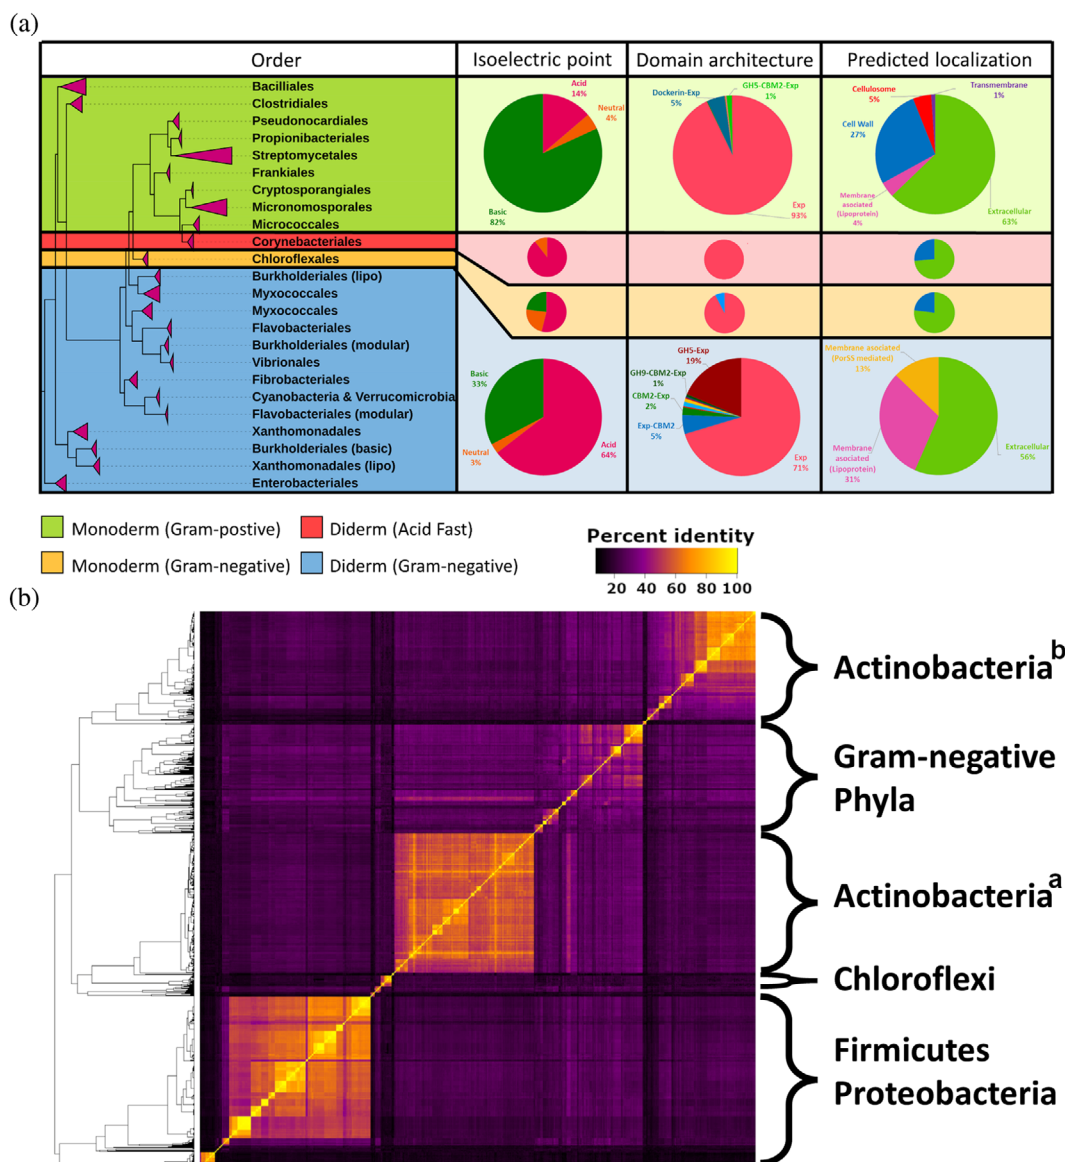 (a)
Order
Isoelectric point
Domain architecture
Predicted localization
Bacilliales
Clostridiales
Pseudonocardiales
Propionibacteriales
Streptomycetales
Frankiales
Cryptosporangiales
Micronomosporales
Micrococcales
Corynebacteriales
Chloroflexales
Burkholderiales (lipo)
Myxococcales
Myxococcales
Flavobacteriales
Burkholderiales (modular)
Vibrionales
Fibrobacteriales
Cyanobacteria & Verrucomicrobia
Flavobacteriales (modular)
Xanthomonadales
Burkholderiales (basic)
Xanthomonadales (lipo)
Enterobacteriales
Acid
14%
Neutral
4%
Basic
82%
GH5-CBM2-Exp
1%
Dockerin-Exp
5%
Exp
93%
Cellulosome
5%
Transmembrane
1%
Cell Wall
27%
Membrane
asociated
(Lipoprotein)
4%
Extracellular
63%
Basic
33%
Neutral
3%
Acid
64%
GH5-Exp
19%
GH9-CBM2-Exp
1%
CBM2-Exp
2%
Exp-CBM2
5%
Exp
71%
Membrane asociated
(PorSS mediated)
13%
Membrane
asociated
(Lipoprotein)
31%
Extracellular
56%
Monoderm (Gram-postive)
Diderm (Acid Fast)
Monoderm (Gram-negative)
Diderm (Gram-negative)
Percent identity
20 40 60 80 100
(b)
Actinobacteria b
Gram-negative
Phyla
Actinobacteria a
Chloroflexi
Firmicutes
Proteobacteria